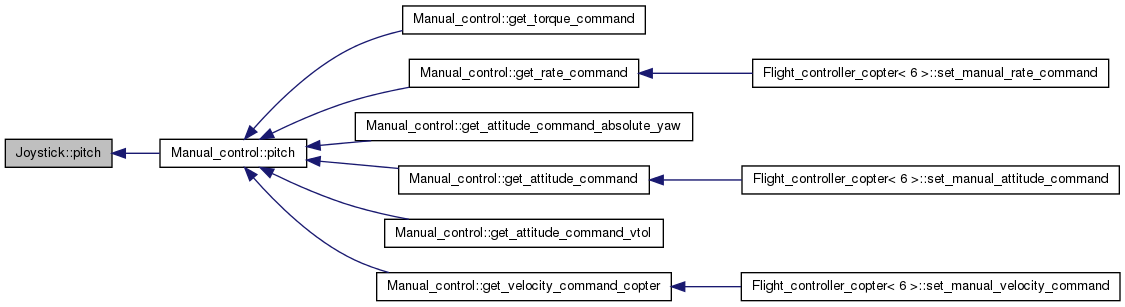 Manual_control::get_torque_command
Manual_control::get_rate_command
Flight_controller_copter< 6 >::set_manual_rate_command
Manual_control::get_attitude_command_absolute_yaw
Joystick::pitch
Manual_control::pitch
Manual_control::get_attitude_command
Flight_controller_copter< 6 >::set_manual_attitude_command
Manual_control::get_attitude_command_vtol
Manual_control::get_velocity_command_copter
Flight_controller_copter< 6 >::set_manual_velocity_command